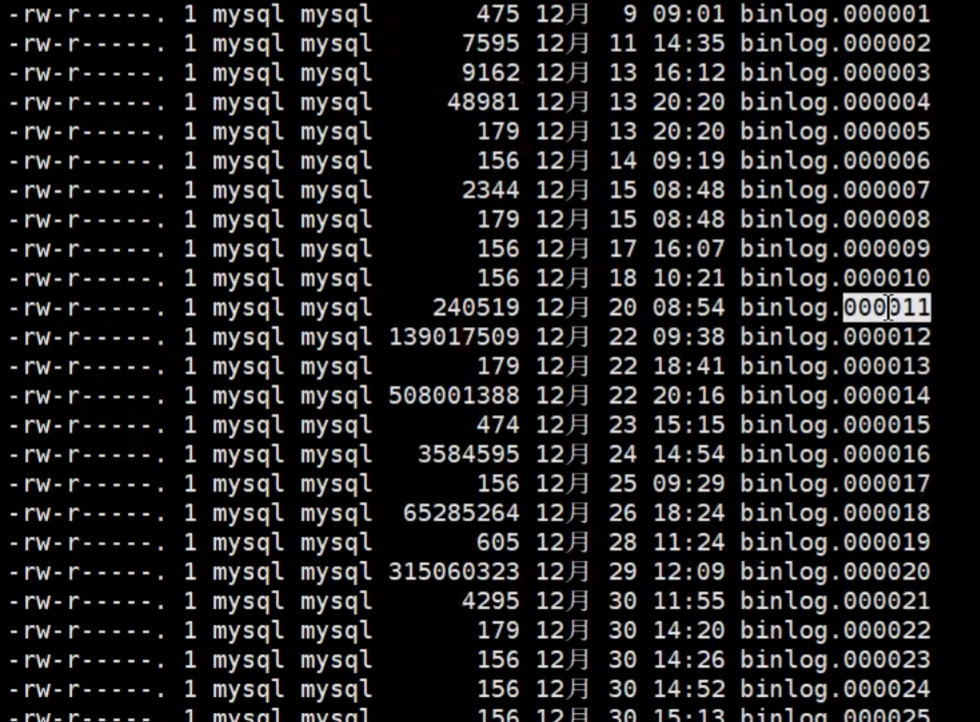 -rw-r-----. 1 mysql mysql       475 12月  9 09:01 binlog.000001
-rw-r-----. 1 mysql mysql      7595 12月 11 14:35 binlog.000002
-rw-r-----. 1 mysql mysql      9162 12月 13 16:12 binlog.000003
-rw-r-----. 1 mysql mysql     48981 12月 13 20:20 binlog.000004
-rw-r-----. 1 mysql mysql       179 12月 13 20:20 binlog.000005
-rw-r-----. 1 mysql mysql       156 12月 14 09:19 binlog.000006
-rw-r-----. 1 mysql mysql      2344 12月 15 08:48 binlog.000007
-rw-r-----. 1 mysql mysql       179 12月 15 08:48 binlog.000008
-rw-r-----. 1 mysql mysql       156 12月 17 16:07 binlog.000009
-rw-r-----. 1 mysql mysql       156 12月 18 10:21 binlog.000010
-rw-r-----. 1 mysql mysql    240519 12月 20 08:54 binlog.000011
-rw-r-----. 1 mysql mysql 139017509 12月 22 09:38 binlog.000012
-rw-r-----. 1 mysql mysql       179 12月 22 18:41 binlog.000013
-rw-r-----. 1 mysql mysql 508001388 12月 22 20:16 binlog.000014
-rw-r-----. 1 mysql mysql       474 12月 23 15:15 binlog.000015
-rw-r-----. 1 mysql mysql   3584595 12月 24 14:54 binlog.000016
-rw-r-----. 1 mysql mysql       156 12月 25 09:29 binlog.000017
-rw-r-----. 1 mysql mysql  65285264 12月 26 18:24 binlog.000018
-rw-r-----. 1 mysql mysql       605 12月 28 11:24 binlog.000019
-rw-r-----. 1 mysql mysql 315060323 12月 29 12:09 binlog.000020
-rw-r-----. 1 mysql mysql      4295 12月 30 11:55 binlog.000021
-rw-r-----. 1 mysql mysql       179 12月 30 14:20 binlog.000022
-rw-r-----. 1 mysql mysql       156 12月 30 14:26 binlog.000023
-rw-r-----. 1 mysql mysql       156 12月 30 14:52 binlog.000024
-rw-r-----. 1 mysql mysql       156 12月 30 15:13 binlog.000025